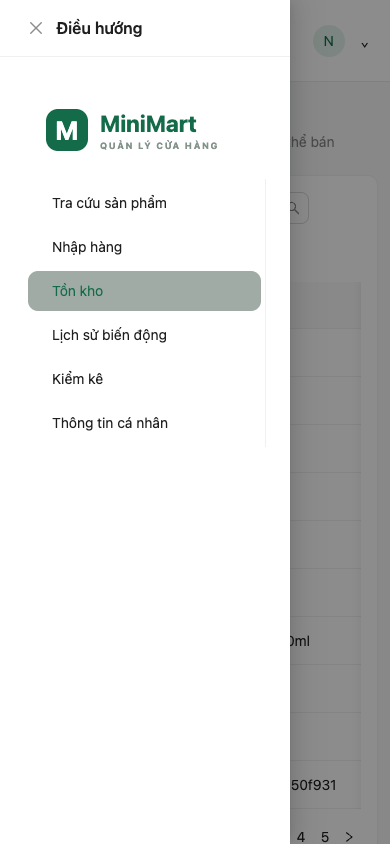 Điều hướng
N
M
MiniMart
QUẢN LÝ CỬA HÀNG
hể bán
Tra cứu sản phẩm
Nhập hàng
Tồn kho
Lịch sử biến động
Kiểm kê
Thông tin cá nhân
0ml
50f931
4 5